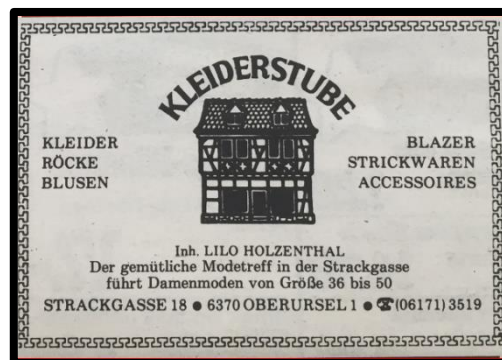 KLEIDERSTUBE
KLEIDER
RÖCKE
BLUSEN
BLAZER
STRICKWAREN
ACCESSOIRES
Inh. LILO HOLZENTHAL
Der gemütliche Modetreff in der Strackgasse
führt Damenmoden von Größe 36 bis 50
STRACKGASSE 18 ● 6370 OBERURSEL 1 ● ☎ (06171) 3519